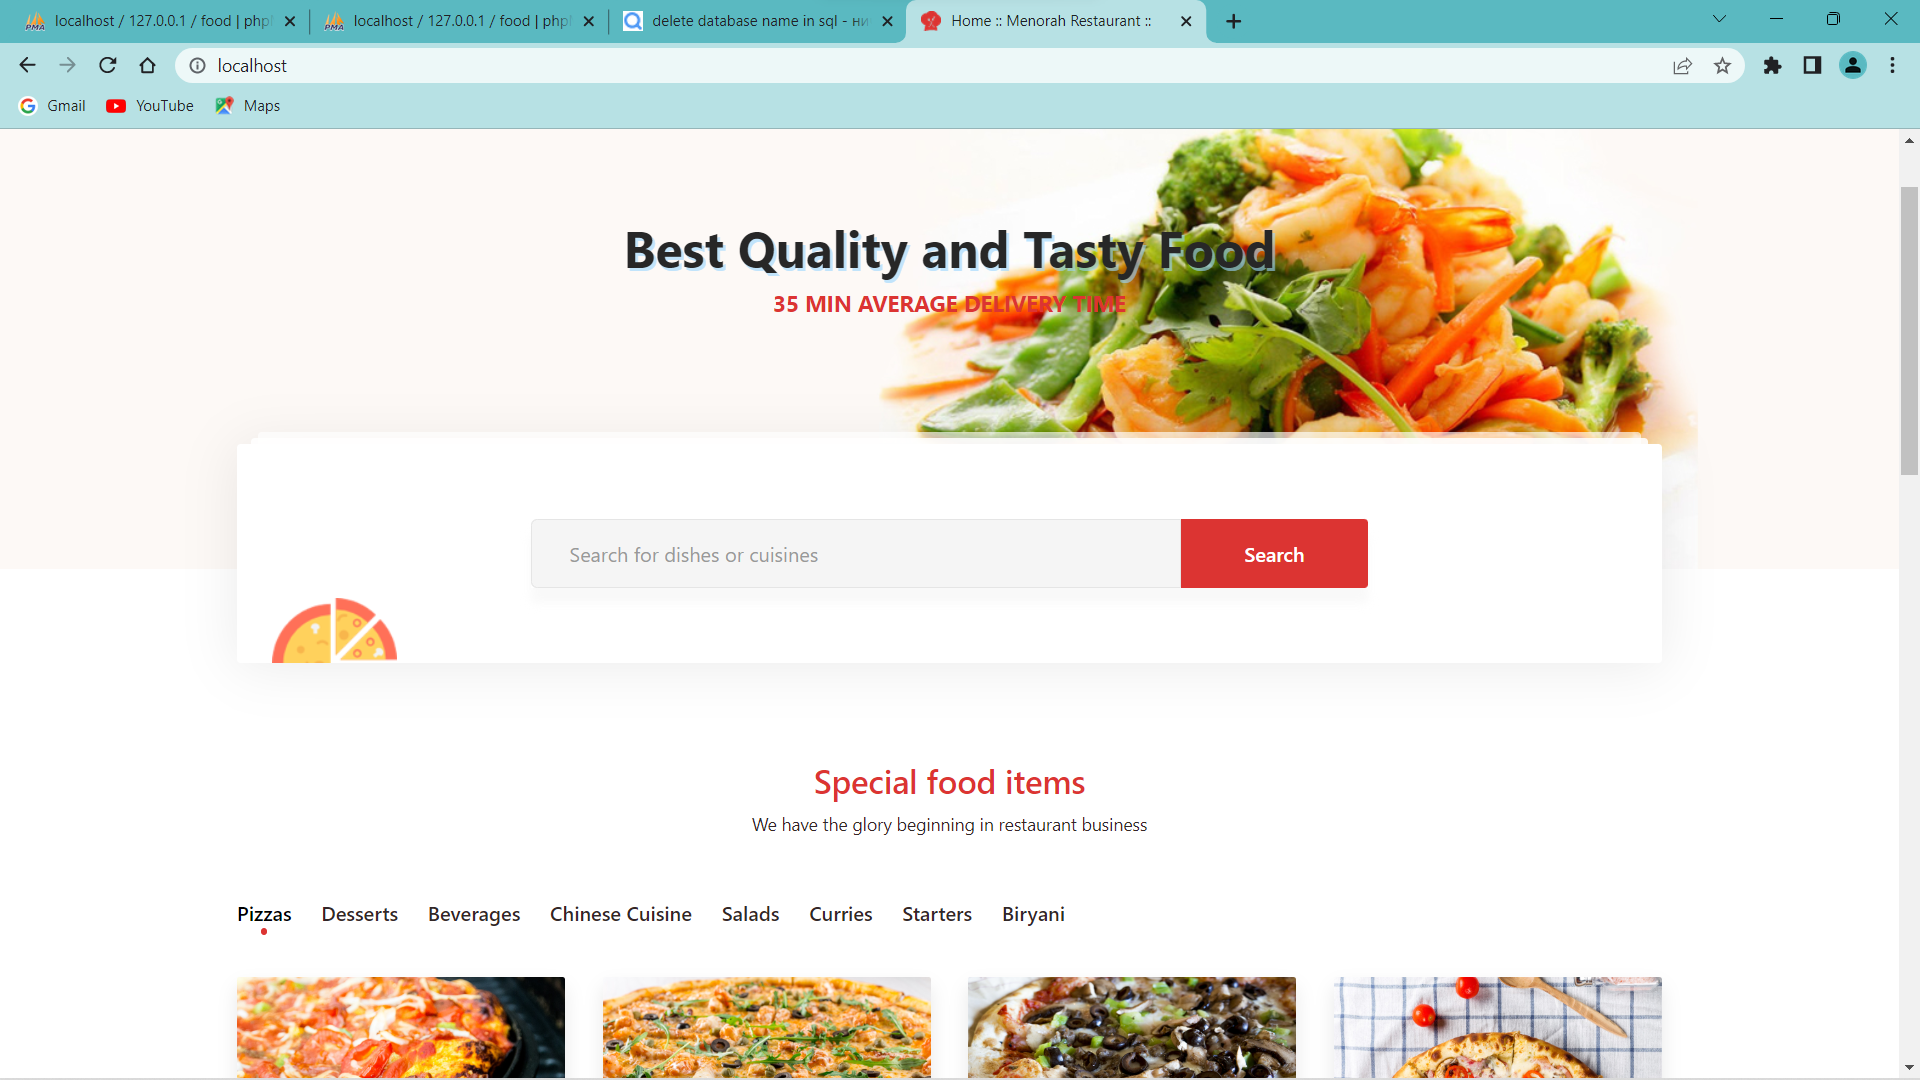 localhost / 127.0.0.1 / food | php
localhost / 127.0.0.1 / food | php
delete database name in sql - ни
Home :: Menorah Restaurant ::
localhost
Gmail
YouTube
Maps
Best Quality and Tasty Food
35 MIN AVERAGE DELIVERY TIME
Search for dishes or cuisines
Search
Special food items
We have the glory beginning in restaurant business
Pizzas Desserts Beverages Chinese Cuisine Salads Curries Starters Biryani